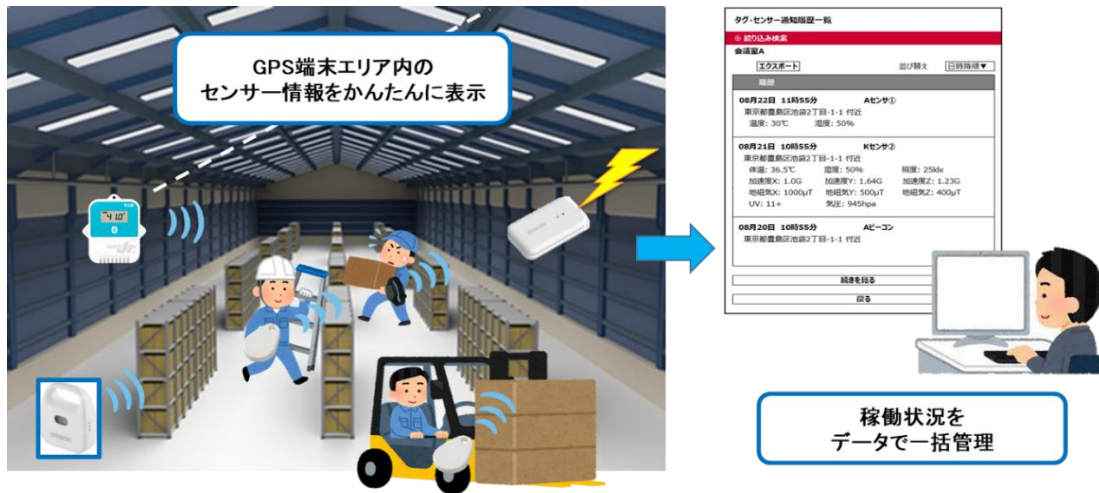 GPS端末エリア内の
センサー情報をかんたんに表示
タグ・センサー通知履歴一覧
⊕ 絞り込み検索
会議室A
エクスポート 並び替え 日時降順▼
履歴
08月22日 11時55分 Aセンサ①
東京都豊島区池袋2丁目-1-1 付近
温度: 30℃ 湿度: 50%
08月21日 10時55分 Kセンサ②
東京都豊島区池袋2丁目-1-1 付近
体温: 36.5℃ 湿度: 50% 照度: 25klx
加速度X: 1.0G 加速度Y: 1.64G 加速度Z: 1.23G
地磁気X: 1000μT 地磁気Y: 500μT 地磁気Z: 400μT
UV: 11+ 気圧: 945hpa
08月20日 10時55分 Aビーコン
東京都豊島区池袋2丁目-1-1 付近
続きを見る
戻る
稼働状況を
データで一括管理